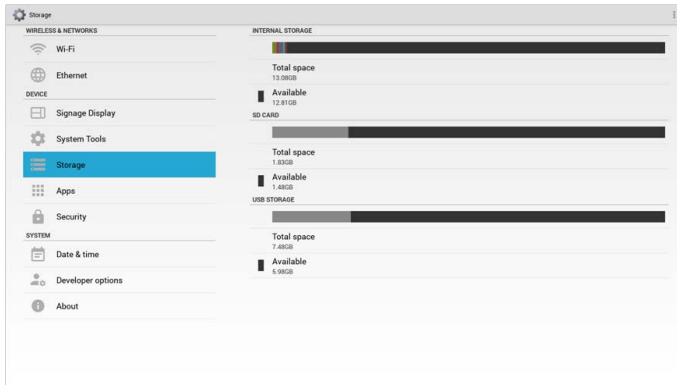 Storage
WIRELESS & NETWORKS
Wi-Fi
Ethernet
DEVICE
Signage Display
System Tools
Storage
Apps
Security
SYSTEM
Date & time
Developer options
About
INTERNAL STORAGE
Total space
13.08GB
Available
12.81GB
SD CARD
Total space
1.83GB
Available
1.48GB
USB STORAGE
Total space
7.48GB
Available
5.98GB